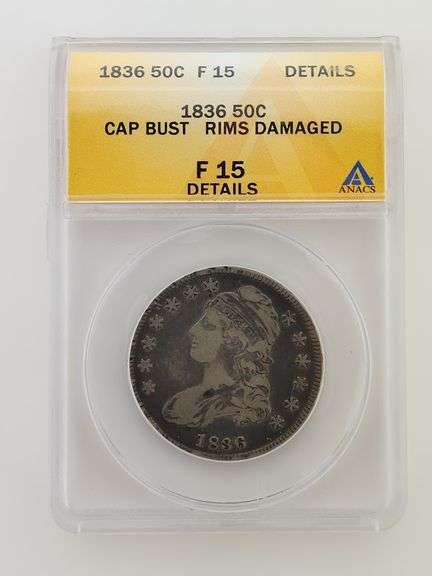 1836 50C F 15 DETAILS
1836 50C
CAP BUST RIMS DAMAGED
F 15
DETAILS
ANACS
1836